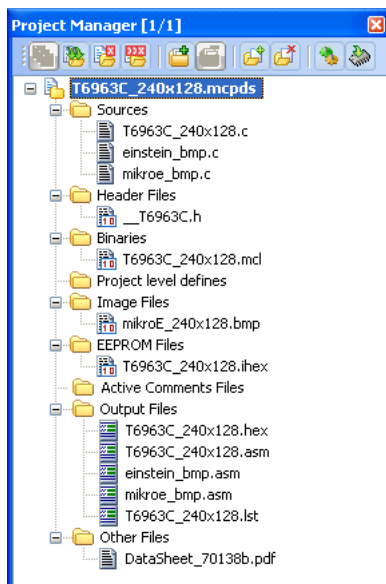 Project Manager [1/1]
T6963C_240x128.mcpds
Sources
T6963C_240x128.c
einstein_bmp.c
mikroe_bmp.c
Header Files
__T6963C.h
Binaries
T6963C_240x128.mcl
Project level defines
Image Files
mikroE_240x128.bmp
EEPROM Files
T6963C_240x128.ihex
Active Comments Files
Output Files
T6963C_240x128.hex
T6963C_240x128.asm
einstein_bmp.asm
mikroe_bmp.asm
T6963C_240x128.lst
Other Files
DataSheet_70138b.pdf